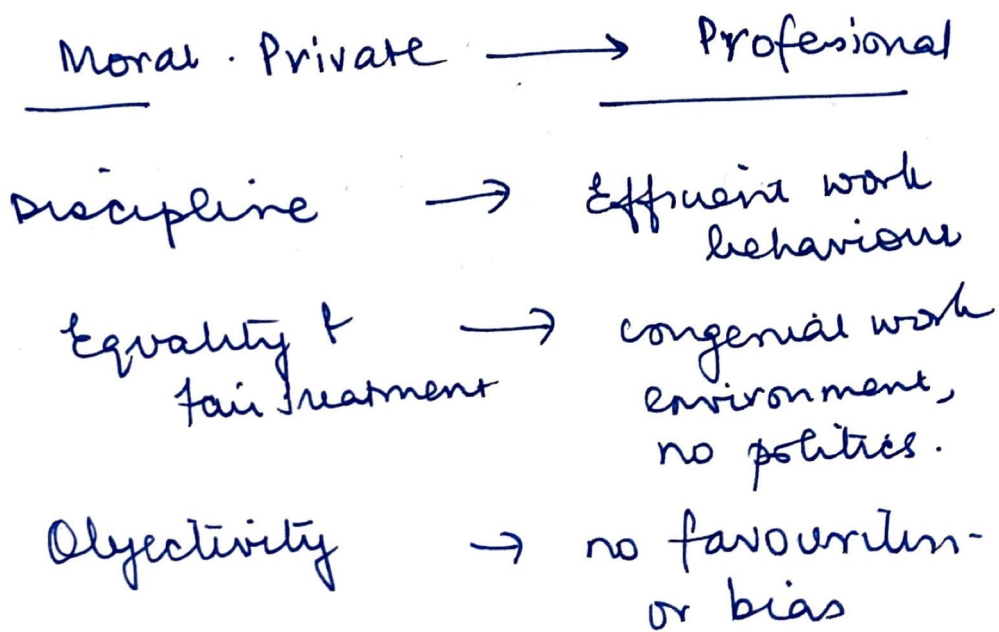 Moral . Private → Profesional
Discipline → Efficient work
behaviour
Equality & → congenial work
fair treatment environment,
no politics.
Objectivity → no favouritism
or bias